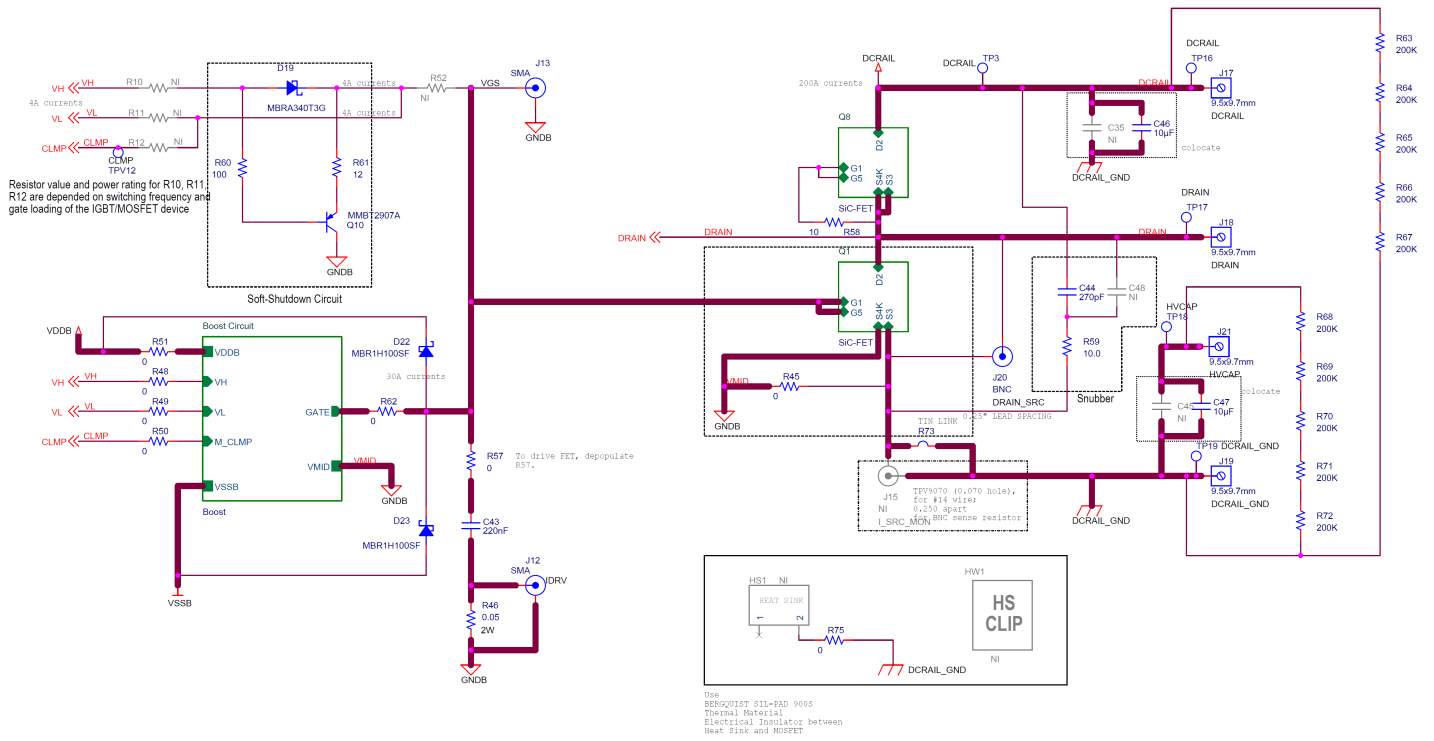 D19
MBRA340T3G
VH
VH
R10
NI
4A currents
4A currents
R52
NI
VGS
J13
SMA
GNDB
VL
VL
R11
NI
4A currents
CLMP
CLMP
R12
NI
CLMP
TPV12
R60
100
R61
12
MMBT2907A
Q10
GNDB
Resistor value and power rating for R10, R11,
R12 are depended on switching frequency and
gate loading of the IGBT/MOSFET device
Soft-Shutdown Circuit
VDDB
R51
0
Boost Circuit
VDDB
VH
VL
M_CLMP
VSSB
GATE
VMID
Boost
VH
VH
R48
0
VL
VL
R49
0
CLMP
CLMP
R50
0
VSSB
D22
MBR1H100SF
30A currents
R62
0
VMID
GNDB
D23
MBR1H100SF
R57
0
To drive FET, depopulate
R57.
C43
220nF
J12
SMA
IDRV
R46
0.05
2W
GNDB
DCRAIL
200A currents
DCRAIL
TP3
DCRAIL
TP16
DCRAIL
J17
9.5x9.7mm
DCRAIL
Q8
D2
G1
G5
S4K
S3
SiC-FET
10
R58
C35
NI
C46
10µF
colocate
DCRAIL_GND
DRAIN
DRAIN
DRAIN
TP17
DRAIN
J18
9.5x9.7mm
DRAIN
Q1
D2
G1
G5
S4K
S3
SiC-FET
VMID
R45
0
GNDB
J20
BNC
DRAIN_SRC
0.25" LEAD SPACING
TIN LINK
R73
C44
270pF
C48
NI
R59
10.0
Snubber
HVCAP
TP18
J21
9.5x9.7mm
HVCAP
C45
NI
C47
10µF
colocate
TP19
DCRAIL_GND
J19
9.5x9.7mm
DCRAIL_GND
J15
NI
I_SRC_MON
TPV9070 (0.070 hole),
for #14 wire;
0.250 apart
for BNC sense resistor
DCRAIL_GND
R63
200K
R64
200K
R65
200K
R66
200K
R67
200K
R68
200K
R69
200K
R70
200K
R71
200K
R72
200K
HS1
NI
HEAT SINK
1
2
R75
0
DCRAIL_GND
HW1
HS
CLIP
NI
Use
BERGQUIST SIL-PAD 900S
Thermal Material
Electrical Insulator between
Heat Sink and MOSFET